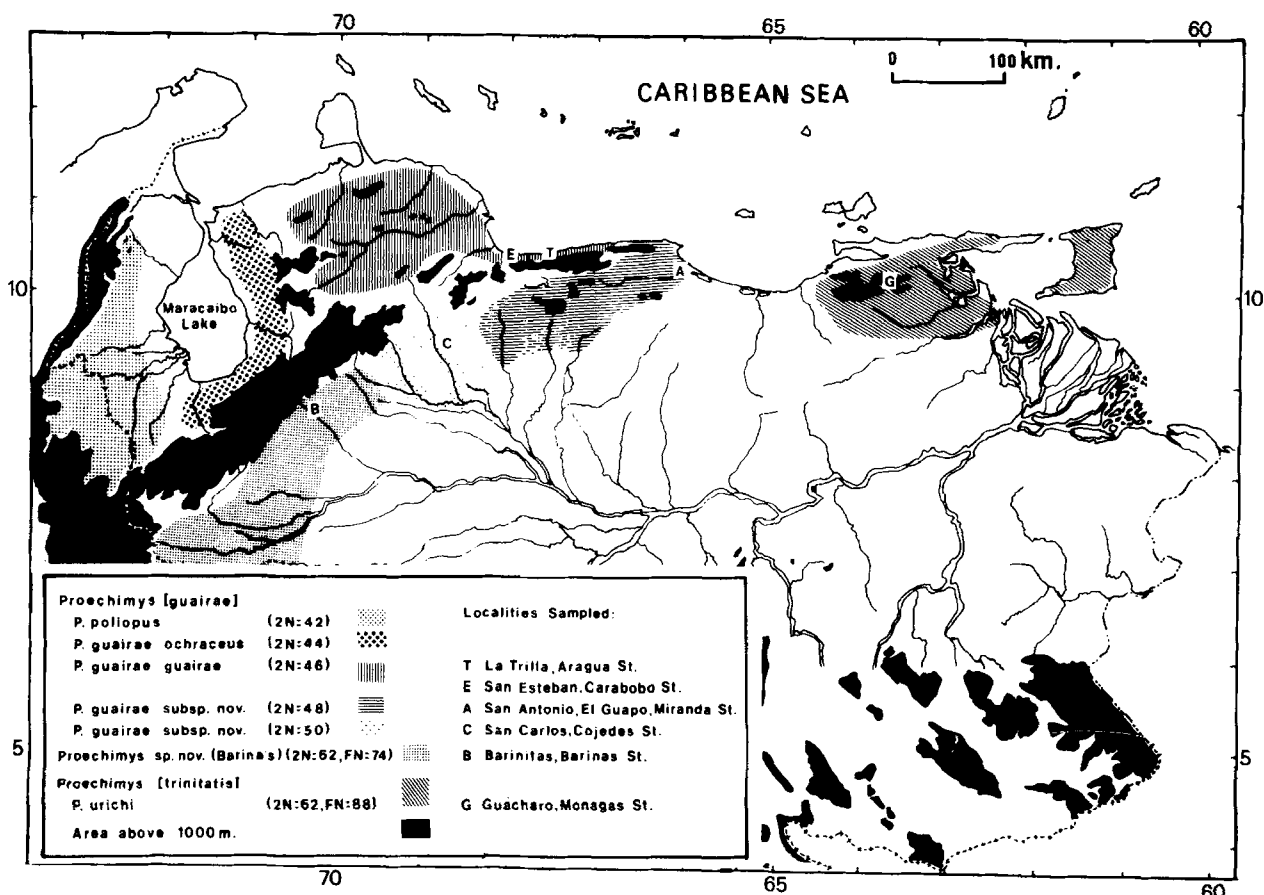 70 65 60
0 100 km.
CARIBBEAN SEA
10 10
Maracaibo
Lake
E T
A
G
C
B
Proechimys [guairae]
P. poliopus (2N=42)
P. guairae ochraceus (2N=44)
P. guairae guairae (2N=46)
P. guairae subsp. nov. (2N=48)
P. guairae subsp. nov. (2N=50)
Proechimys sp. nov. (Barinas) (2N=62, FN=74)
Proechimys [trinitatis]
P. urichi (2N=62, FN=88)
Area above 1000 m.
Localities Sampled:
T La Trilla, Aragua St.
E San Esteban, Carabobo St.
A San Antonio, El Guapo, Miranda St.
C San Carlos, Cojedes St.
B Barinitas, Barinas St.
G Guácharo, Monagas St.
5 5
70 65 60